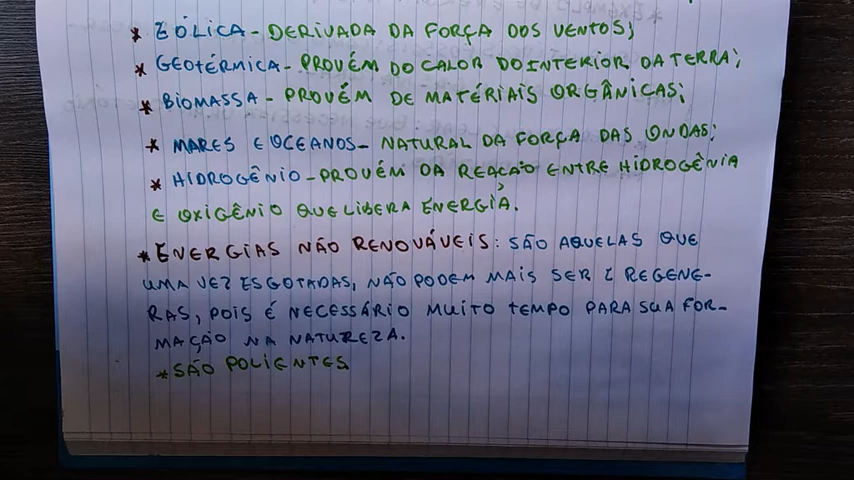 * EÓLICA - DERIVADA DA FORÇA DOS VENTOS;
* GEOTÉRMICA - PROVÉM DO CALOR DO INTERIOR DA TERRA;
* BIOMASSA - PROVÉM DE MATÉRIAIS ORGÂNICAS;
* MARES E OCEANOS - NATURAL DA FORÇA DAS ONDAS;
* HIDROGÊNIO - PROVÉM DA REAÇÃO ENTRE HIDROGÊNIA
E OXIGÊNIO QUE LIBERA ENERGIA.
* ENERGIAS NÃO RENOVÁVEIS: SÃO AQUELAS QUE
UMA VEZ ESGOTADAS, NÃO PODEM MAIS SER E REGENE-
RAS, POIS É NECESSÁRIO MUITO TEMPO PARA SUA FOR-
MAÇÃO NA NATUREZA.
* SÃO POLIENTES